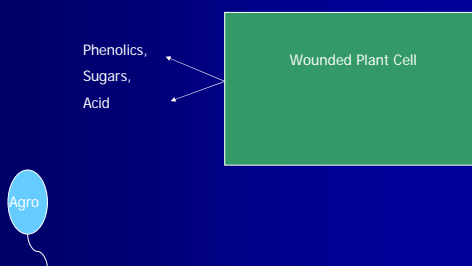 Phenolics,
Sugars,
Acid
Wounded Plant Cell
Agro